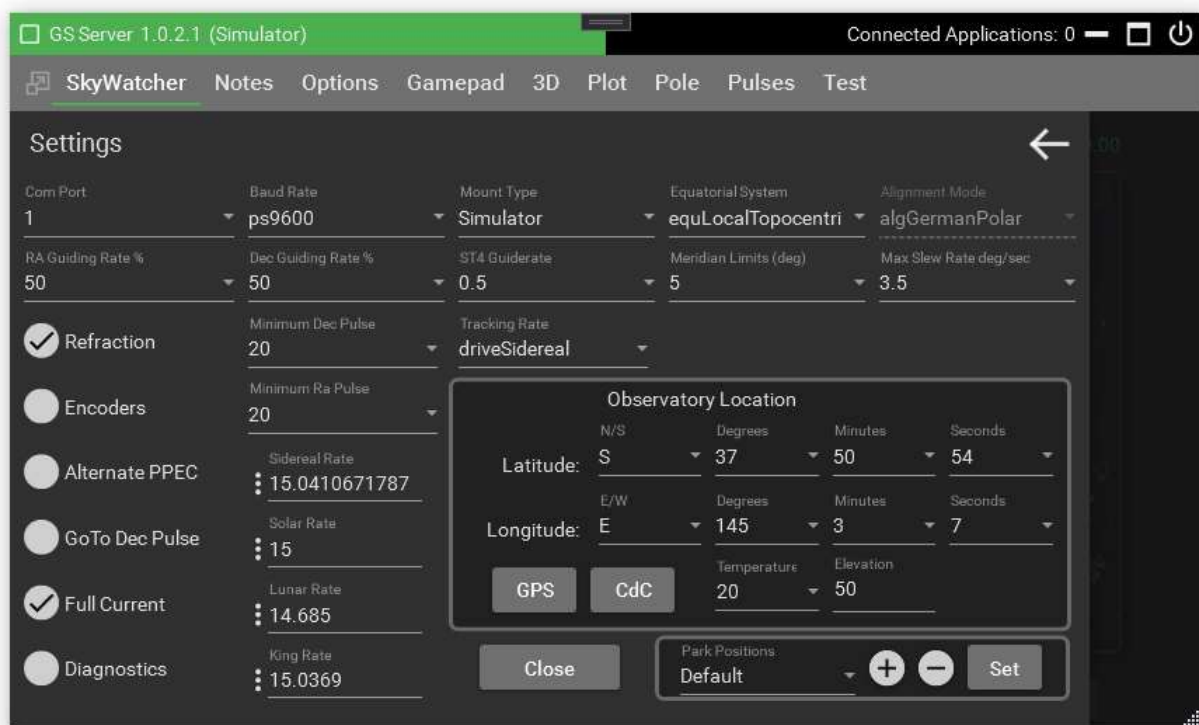 GS Server 1.0.2.1 (Simulator) Connected Applications: 0
SkyWatcher Notes Options Gamepad 3D Plot Pole Pulses Test
Settings
Com Port Baud Rate Mount Type Equatorial System Alignment Mode
1 ps9600 Simulator equLocalTopocentri algGermanPolar
RA Guiding Rate % Dec Guiding Rate % ST4 Guiderate Meridian Limits (deg) Max Slew Rate deg/sec
50 50 0.5 5 3.5
Refraction
Minimum Dec Pulse Tracking Rate
20 driveSidereal
Encoders
Minimum Ra Pulse
20
Alternate PPEC
Sidereal Rate
15.0410671787
GoTo Dec Pulse
Solar Rate
15
Full Current
Lunar Rate
14.685
Diagnostics
King Rate
15.0369
Observatory Location
N/S Degrees Minutes Seconds
Latitude: S 37 50 54
E/W Degrees Minutes Seconds
Longitude: E 145 3 7
Temperature Elevation
GPS CdC 20 50
Close
Park Positions
Default Set